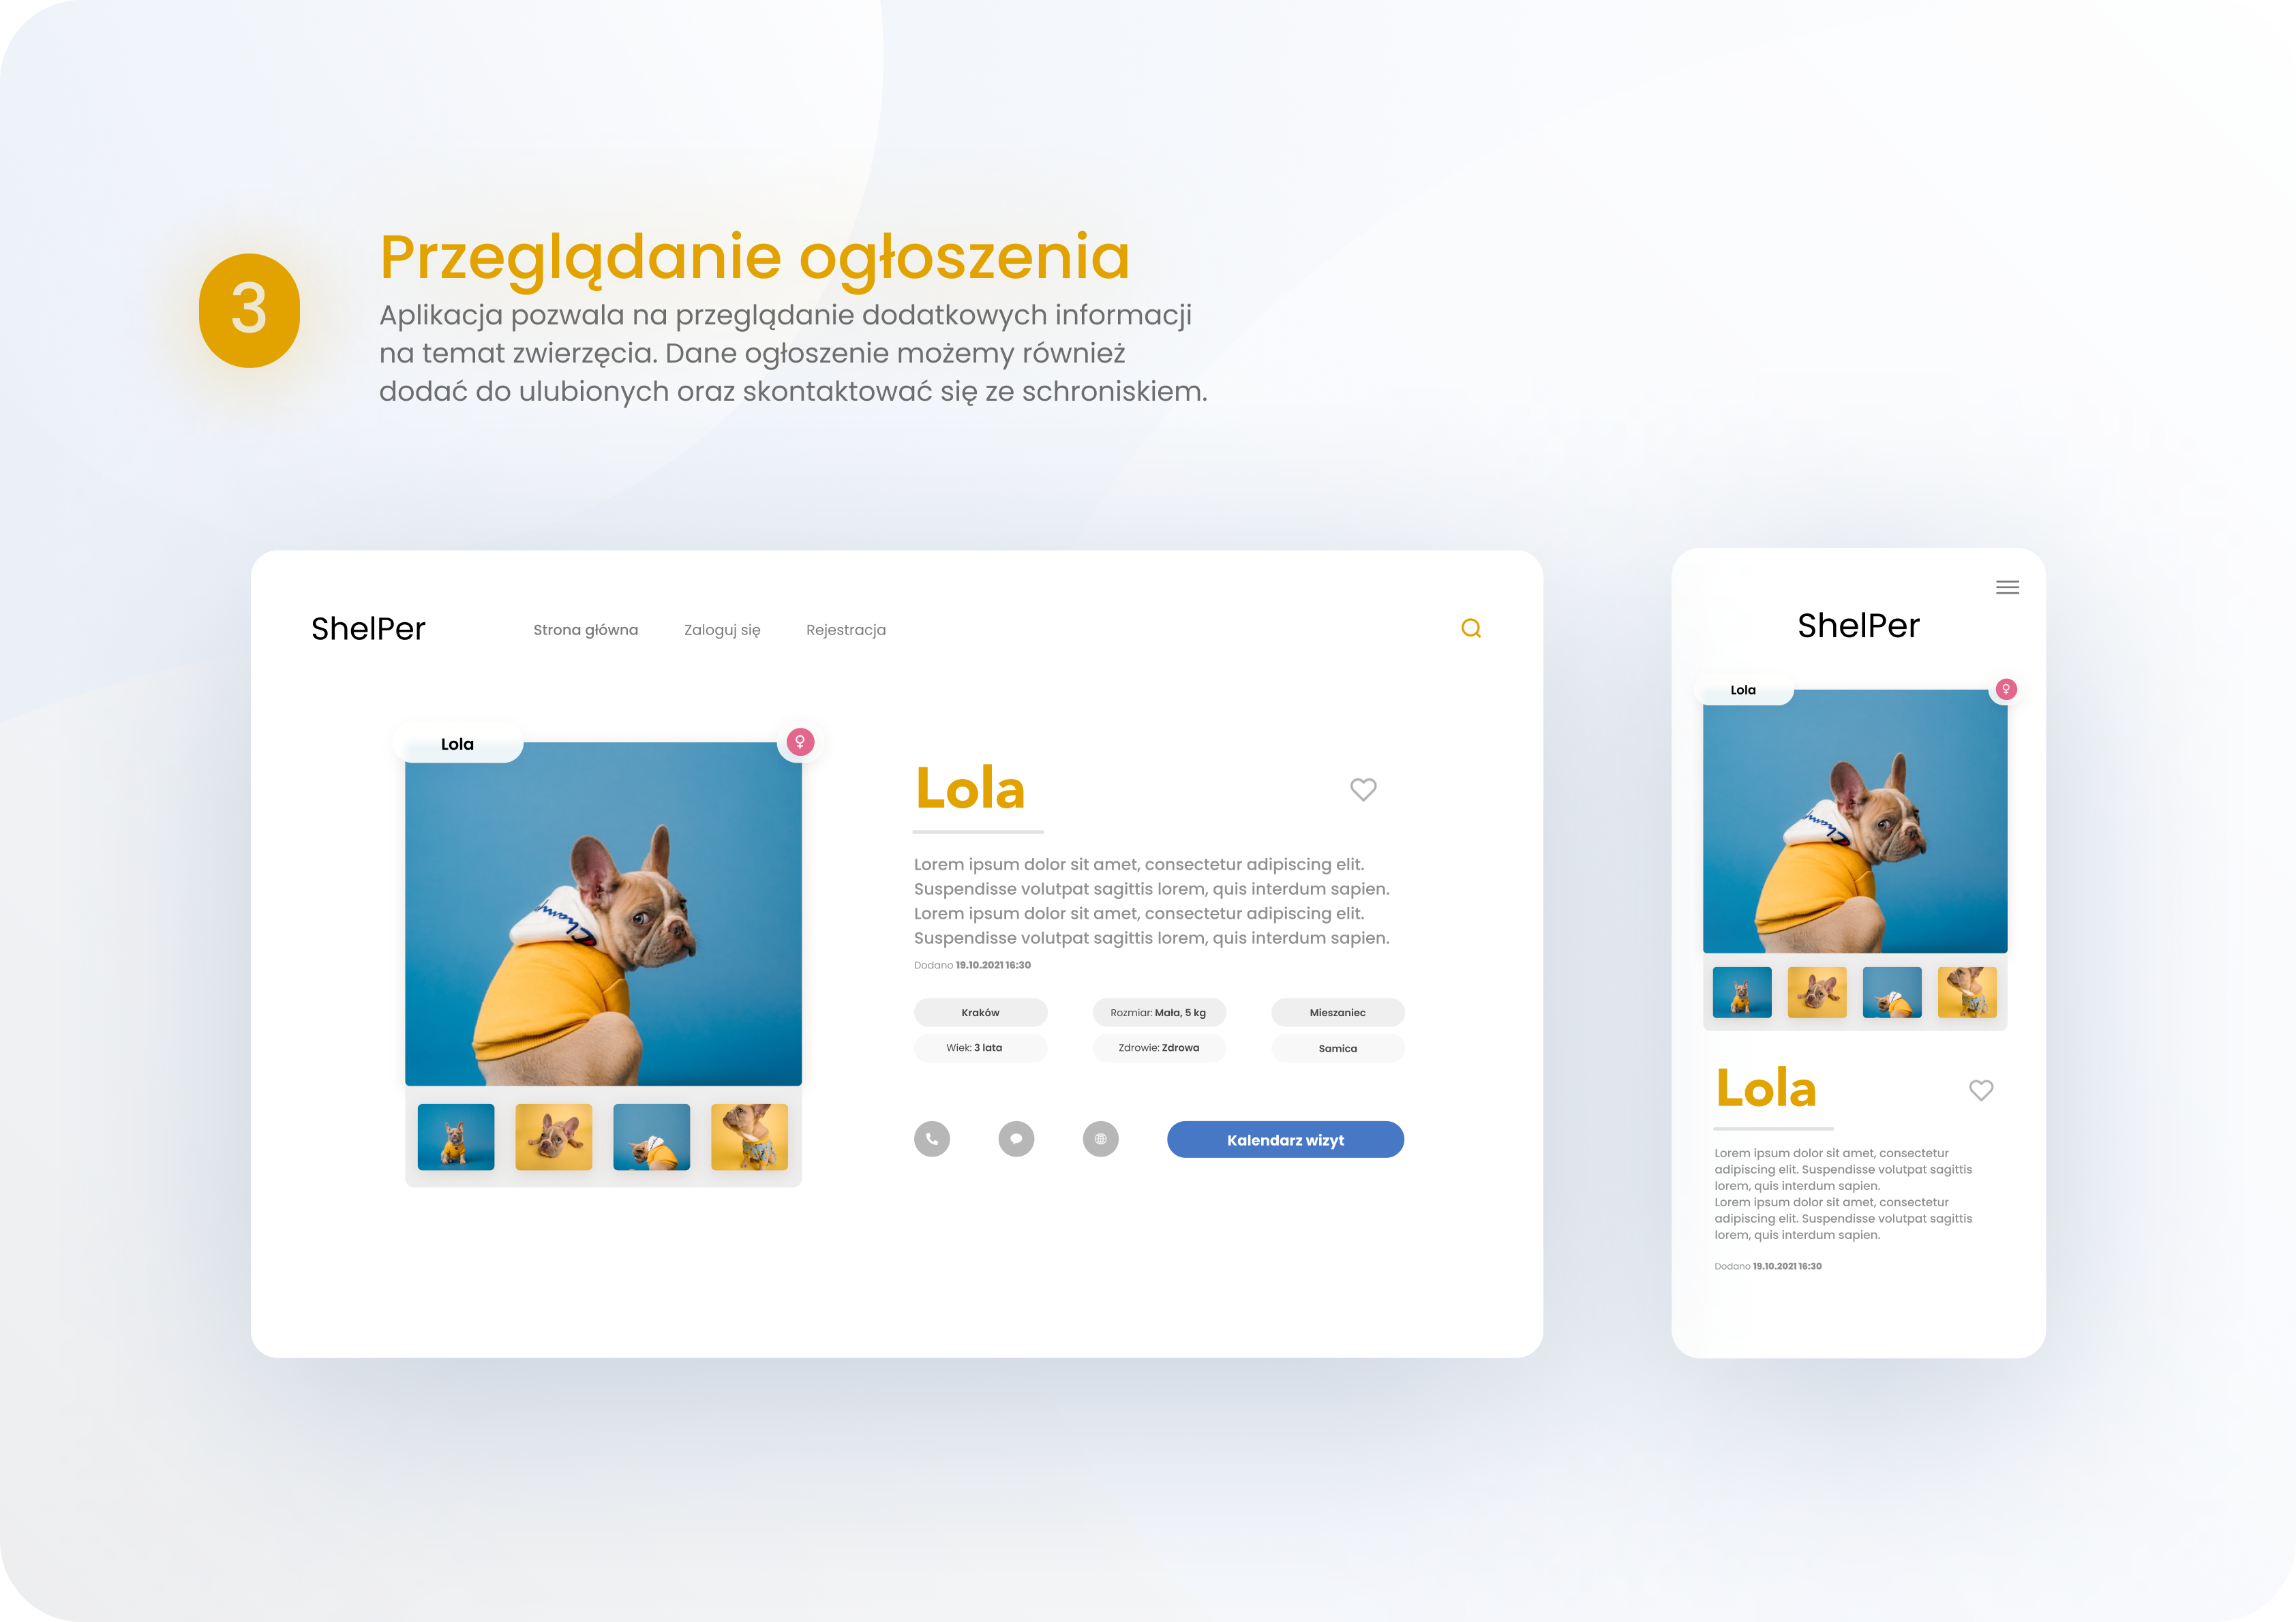 3
Przeglądanie ogłoszenia
Aplikacja pozwala na przeglądanie dodatkowych informacji
na temat zwierzęcia. Dane ogłoszenie możemy również
dodać do ulubionych oraz skontaktować się ze schroniskiem.
ShelPer
Strona główna
Zaloguj się
Rejestracja
Lola
Lola
Lorem ipsum dolor sit amet, consectetur adipiscing elit.
Suspendisse volutpat sagittis lorem, quis interdum sapien.
Lorem ipsum dolor sit amet, consectetur adipiscing elit.
Suspendisse volutpat sagittis lorem, quis interdum sapien.
Dodano 19.10.2021 16:30
Kraków
Rozmiar: Mała, 5 kg
Mieszaniec
Wiek: 3 lata
Zdrowie: Zdrowa
Samica
Kalendarz wizyt
ShelPer
Lola
Lola
Lorem ipsum dolor sit amet, consectetur
adipiscing elit. Suspendisse volutpat sagittis
lorem, quis interdum sapien.
Lorem ipsum dolor sit amet, consectetur
adipiscing elit. Suspendisse volutpat sagittis
lorem, quis interdum sapien.
Dodano 19.10.2021 16:30